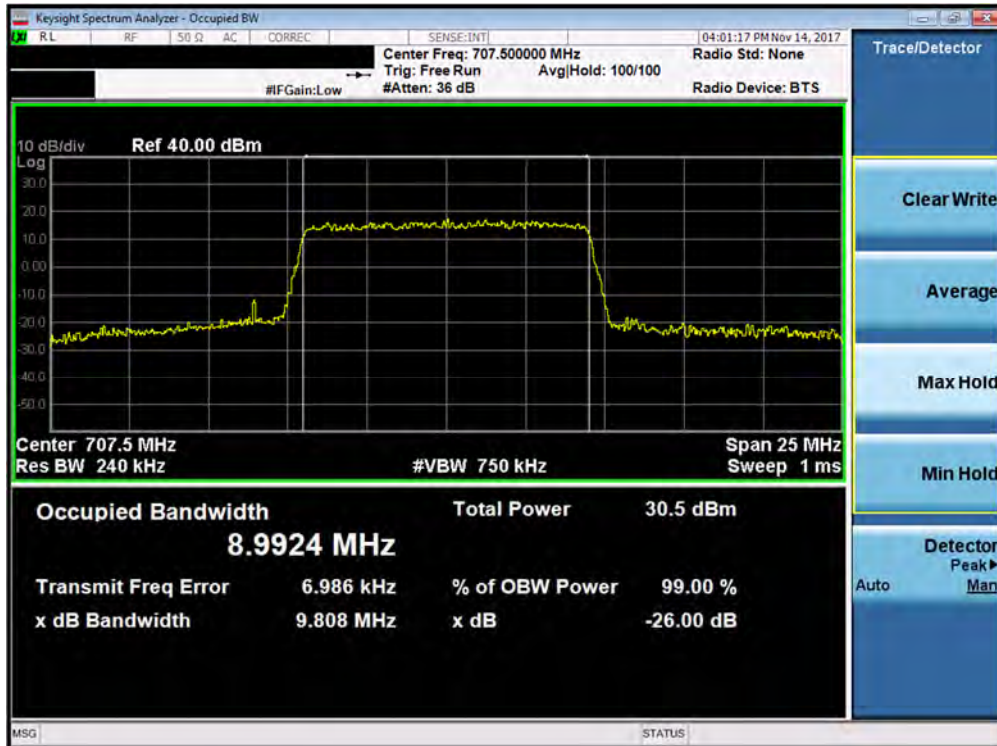 Keysight Spectrum Analyzer - Occupied BW
LXI RL RF 50 Ω AC CORREC SENSE:INT 04:01:17 PM Nov 14, 2017
Center Freq: 707.500000 MHz Radio Std: None
Trig: Free Run Avg|Hold: 100/100
#IFGain:Low #Atten: 36 dB Radio Device: BTS
Trace/Detector
10 dB/div Ref 40.00 dBm
Log
30.0
20.0
10.0
0.00
-10.0
-20.0
-30.0
-40.0
-50.0
Center 707.5 MHz Span 25 MHz
Res BW 240 kHz #VBW 750 kHz Sweep 1 ms
Occupied Bandwidth Total Power 30.5 dBm
8.9924 MHz
Transmit Freq Error 6.986 kHz % of OBW Power 99.00 %
x dB Bandwidth 9.808 MHz x dB -26.00 dB
Clear Write
Average
Max Hold
Min Hold
Detector
Peak▶
Auto Man
MSG STATUS